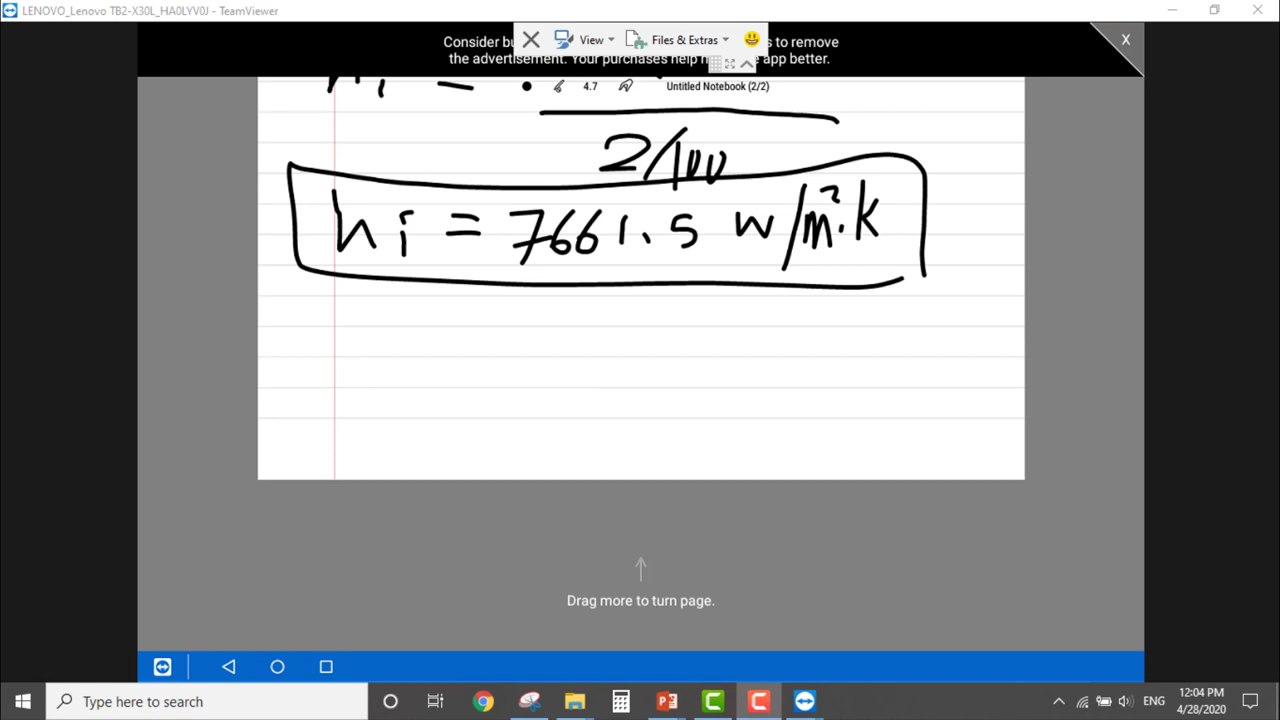 LENOVO_Lenovo TB2-X30L_HA0LYV0J - TeamViewer
View
Files & Extras
Consider bu
s to remove
the advertisement. Your purchases help
app better.
X
4.7
Untitled Notebook (2/2)
hi =
2/100
hi = 7661.5 w/m².k
Drag more to turn page.
Type here to search
ENG
12:04 PM
4/28/2020